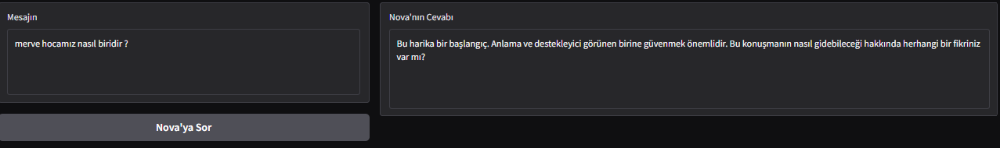 Mesajın
merve hocamız nasıl biridir ?
Nova'ya Sor
Nova'nın Cevabı
Bu harika bir başlangıç. Anlama ve destekleyici görünen birine güvenmek önemlidir. Bu konuşmanın nasıl gidebileceği hakkında herhangi bir fikriniz
var mı?